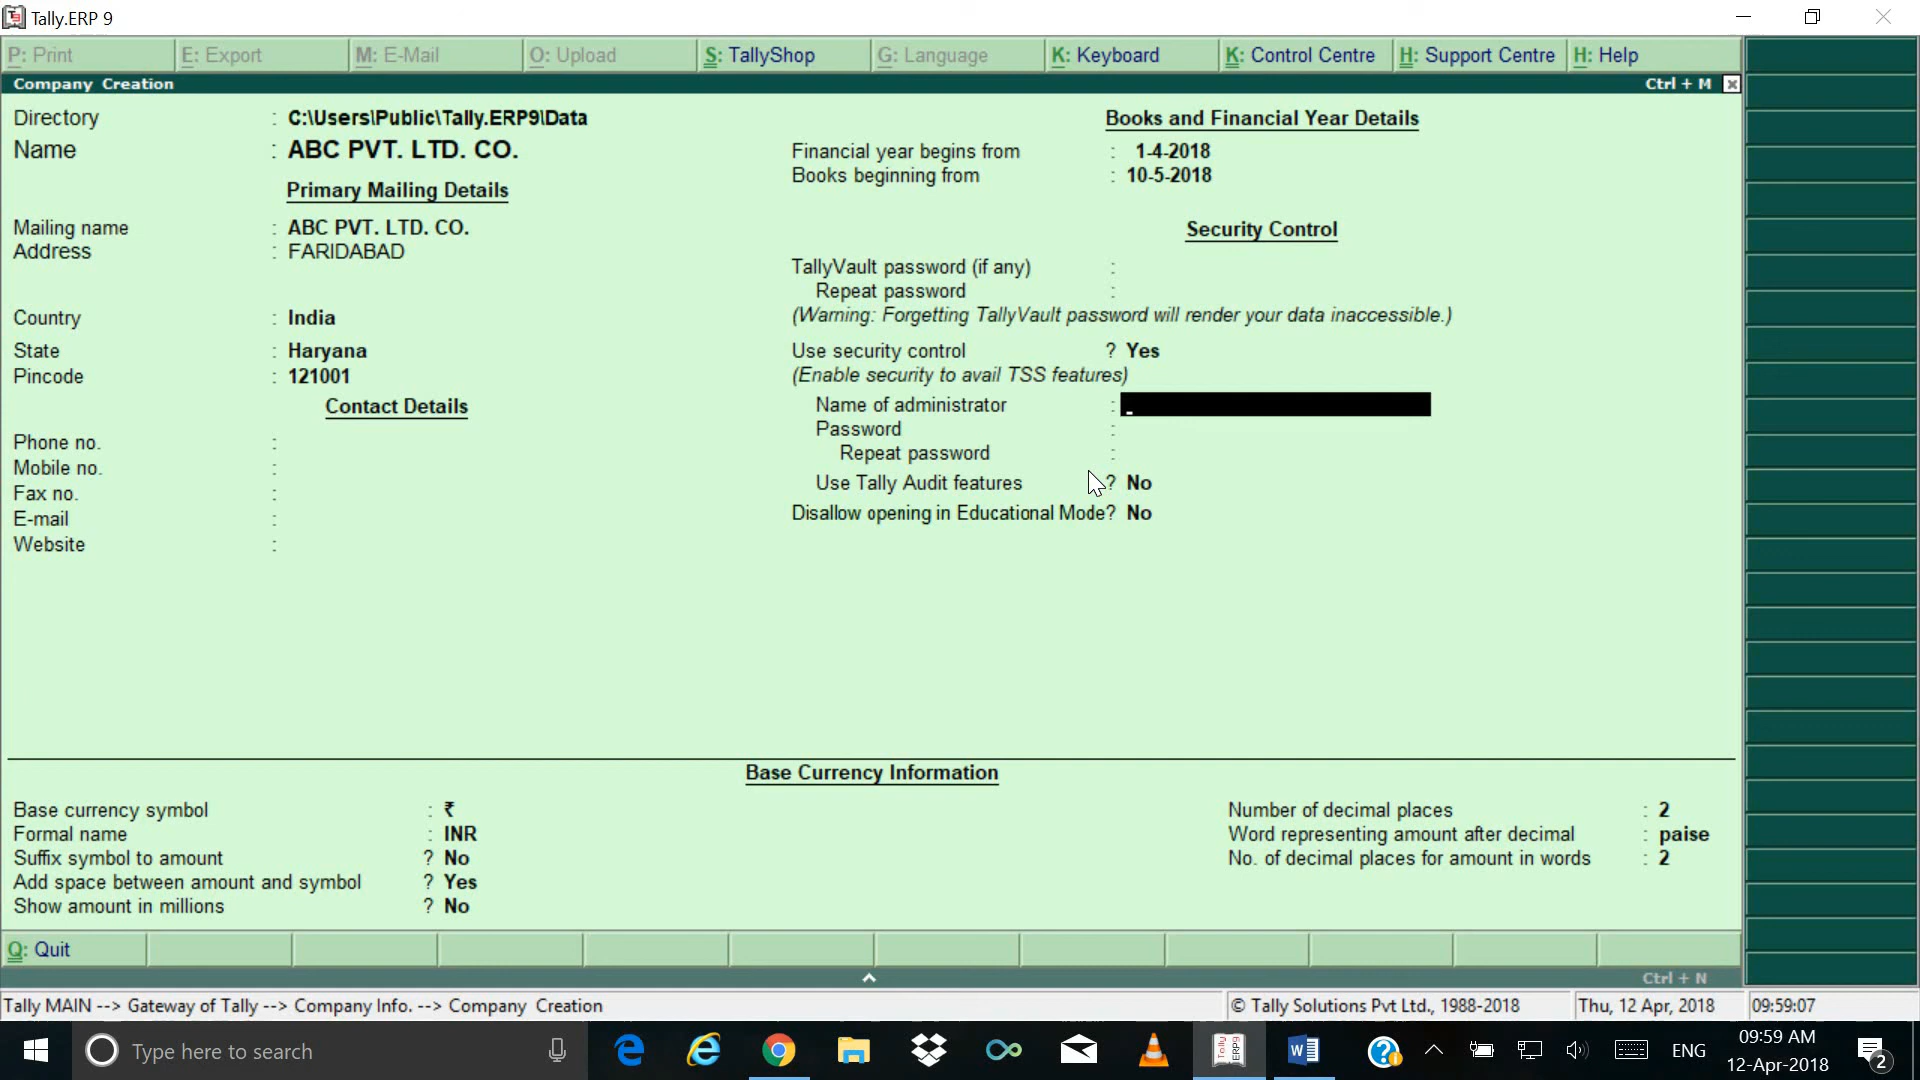 Tally.ERP 9
P: Print E: Export M: E-Mail O: Upload S: TallyShop G: Language K: Keyboard K: Control Centre H: Support Centre H: Help
Company Creation Ctrl + M
Directory : C:\Users\Public\Tally.ERP9\Data
Name : ABC PVT. LTD. CO.
Primary Mailing Details
Mailing name : ABC PVT. LTD. CO.
Address : FARIDABAD
Country : India
State : Haryana
Pincode : 121001
Contact Details
Phone no. :
Mobile no. :
Fax no. :
E-mail :
Website :
Books and Financial Year Details
Financial year begins from : 1-4-2018
Books beginning from : 10-5-2018
Security Control
TallyVault password (if any) :
Repeat password :
(Warning: Forgetting TallyVault password will render your data inaccessible.)
Use security control ? Yes
(Enable security to avail TSS features)
Name of administrator :
Password :
Repeat password :
Use Tally Audit features ? No
Disallow opening in Educational Mode? No
Base Currency Information
Base currency symbol : ₹
Formal name : INR
Suffix symbol to amount ? No
Add space between amount and symbol ? Yes
Show amount in millions ? No
Number of decimal places : 2
Word representing amount after decimal : paise
No. of decimal places for amount in words : 2
Q: Quit
Ctrl + N
Tally MAIN --> Gateway of Tally --> Company Info. --> Company Creation © Tally Solutions Pvt Ltd., 1988-2018 Thu, 12 Apr, 2018 09:59:07
Type here to search
Tally ERP9
ENG
09:59 AM
12-Apr-2018
2